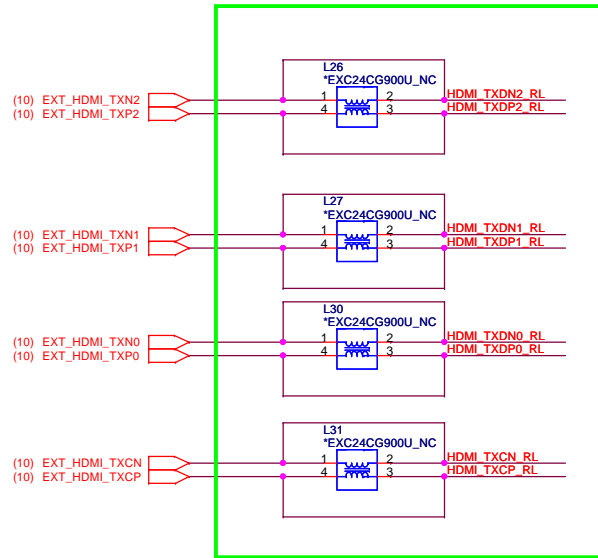 L26
*EXC24CG900U_NC
(10) EXT_HDMI_TXN2 1 2 HDMI_TXDN2_RL
(10) EXT_HDMI_TXP2 4 3 HDMI_TXDP2_RL
L27
*EXC24CG900U_NC
(10) EXT_HDMI_TXN1 1 2 HDMI_TXDN1_RL
(10) EXT_HDMI_TXP1 4 3 HDMI_TXDP1_RL
L30
*EXC24CG900U_NC
(10) EXT_HDMI_TXN0 1 2 HDMI_TXDN0_RL
(10) EXT_HDMI_TXP0 4 3 HDMI_TXDP0_RL
L31
*EXC24CG900U_NC
(10) EXT_HDMI_TXCN 1 2 HDMI_TXCN_RL
(10) EXT_HDMI_TXCP 4 3 HDMI_TXCP_RL